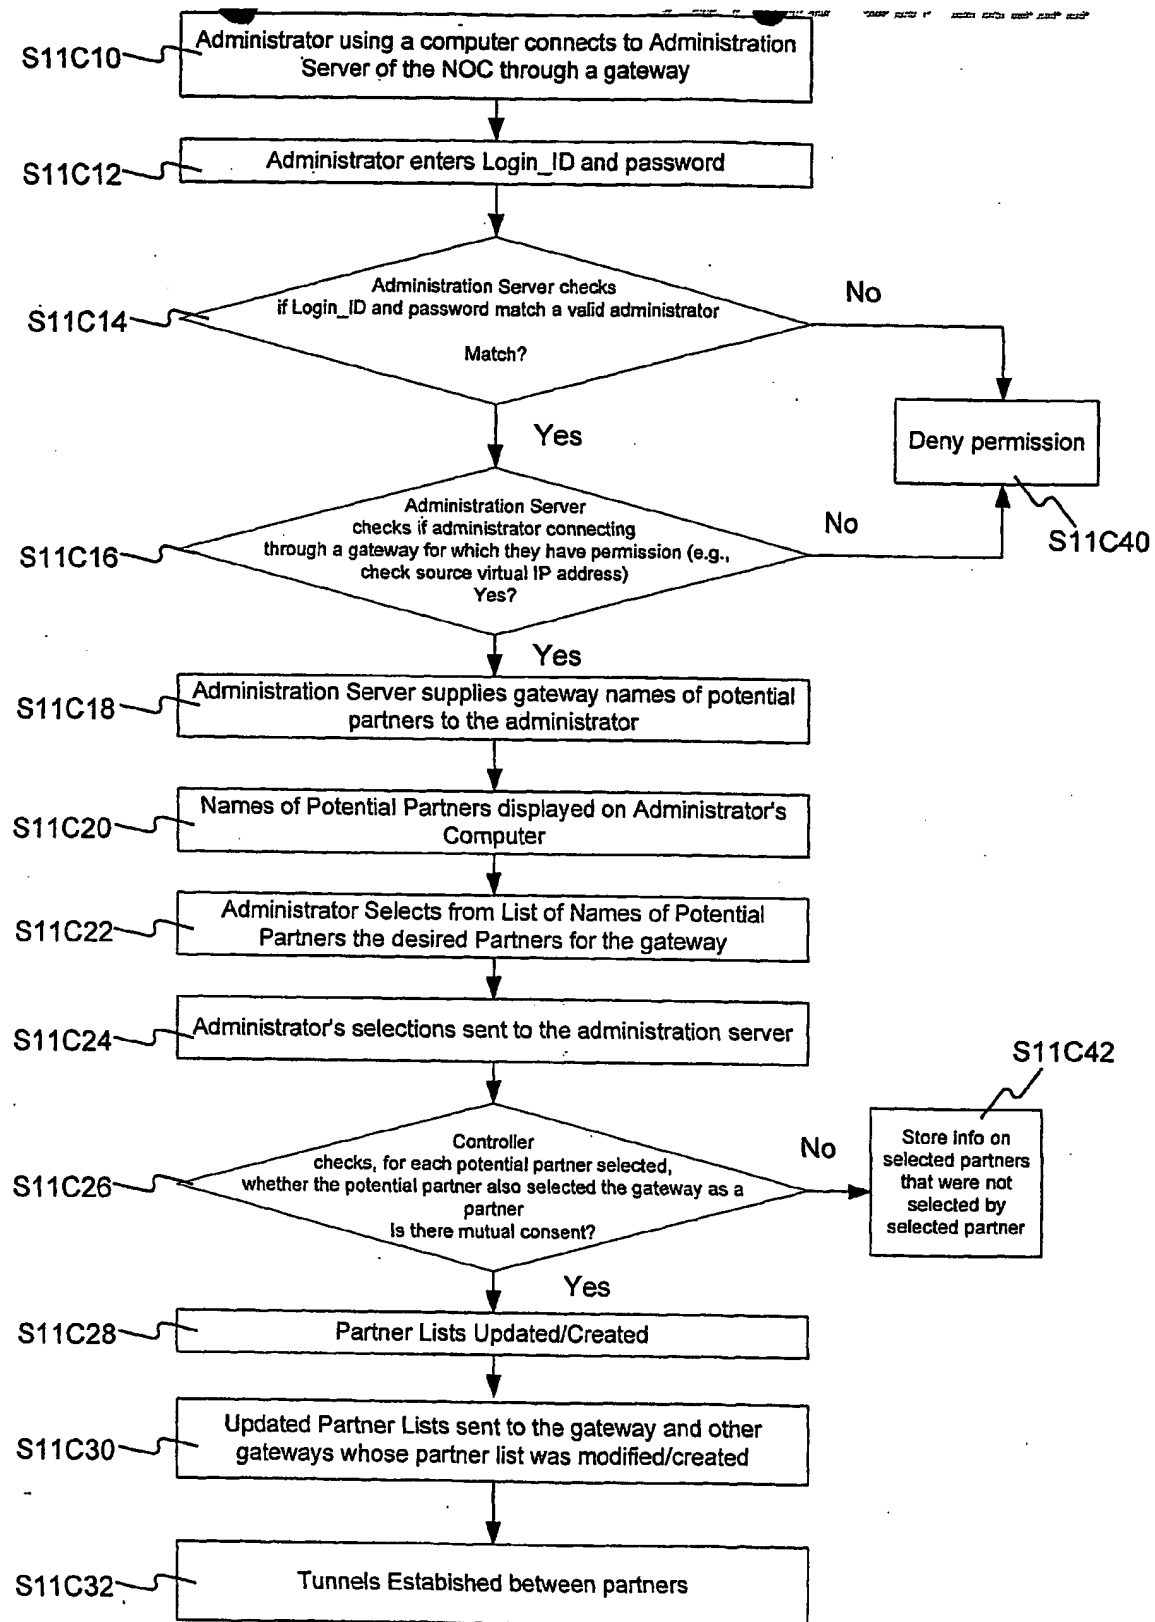 Administrator using a computer connects to Administration
Server of the NOC through a gateway
S11C10
Administrator enters Login_ID and password
S11C12
Administration Server checks
if Login_ID and password match a valid administrator
Match?
S11C14
No
Yes
Deny permission
S11C40
Administration Server
checks if administrator connecting
through a gateway for which they have permission (e.g.,
check source virtual IP address)
Yes?
S11C16
No
Yes
Administration Server supplies gateway names of potential
partners to the administrator
S11C18
Names of Potential Partners displayed on Administrator's
Computer
S11C20
Administrator Selects from List of Names of Potential
Partners the desired Partners for the gateway
S11C22
Administrator's selections sent to the administration server
S11C24
Controller
checks, for each potential partner selected,
whether the potential partner also selected the gateway as a
partner
Is there mutual consent?
S11C26
No
S11C42
Store info on
selected partners
that were not
selected by
selected partner
Yes
Partner Lists Updated/Created
S11C28
Updated Partner Lists sent to the gateway and other
gateways whose partner list was modified/created
S11C30
Tunnels Estabished between partners
S11C32